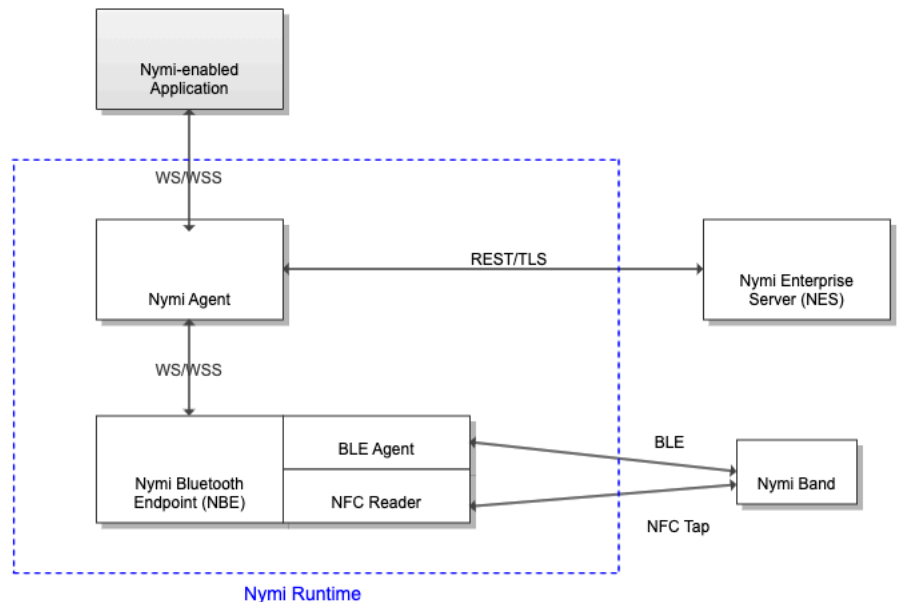 Nymi-enabled
Application
WS/WSS
REST/TLS
Nymi Agent
Nymi Enterprise
Server (NES)
WS/WSS
BLE Agent
BLE
Nymi Bluetooth
Endpoint (NBE)
NFC Reader
Nymi Band
NFC Tap
Nymi Runtime